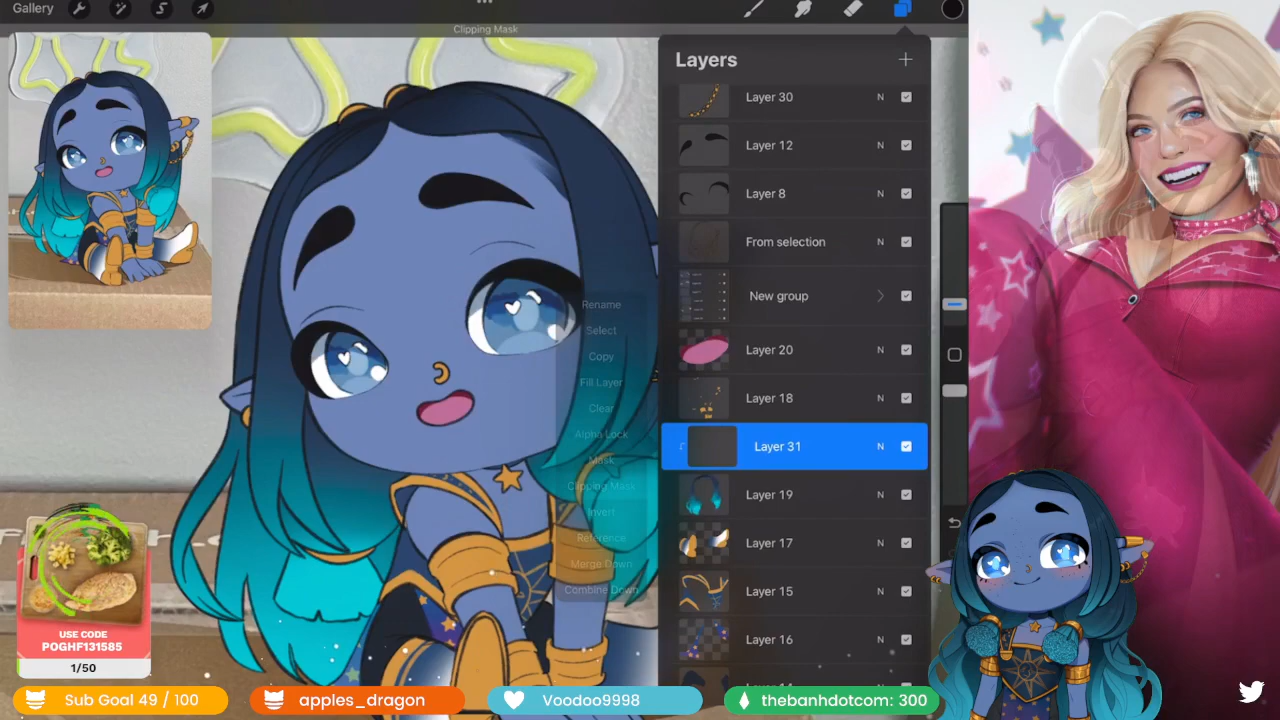 Gallery
Clipping Mask
Layers
Layer 30
N
Layer 12
N
Layer 8
N
From selection
N
New group
Layer 20
N
Layer 18
N
Layer 31
N
Layer 19
N
Layer 17
N
Layer 15
N
Layer 16
N
Rename
Select
Copy
Fill Layer
Clear
Alpha Lock
Mask
Clipping Mask
Invert
Reference
Merge Down
Combine Down
USE CODE
POGHF131585
1/50
Sub Goal 49 / 100
apples_dragon
Voodoo9998
thebanhdotcom: 300